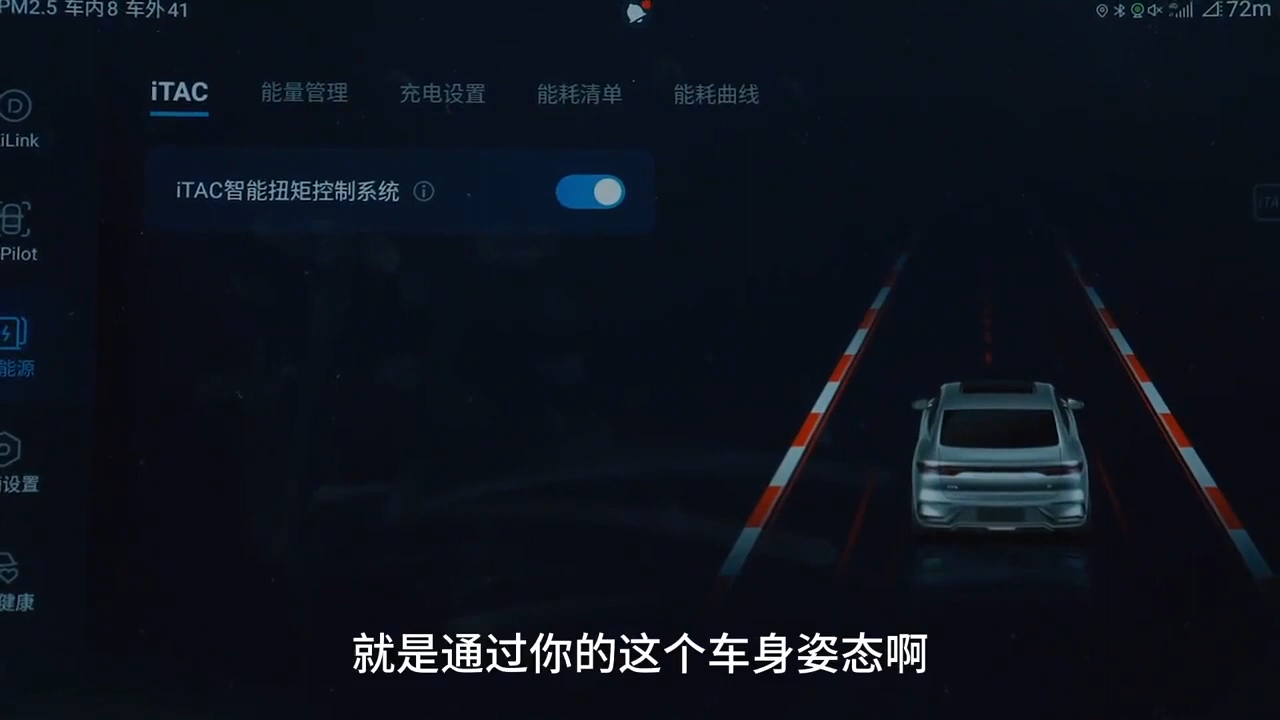 PM2.5 车内8 车外41
72m
iTAC 能量管理 充电设置 能耗清单 能耗曲线
iLink
iTAC智能扭矩控制系统
Pilot
能源
设置
健康
就是通过你的这个车身姿态啊